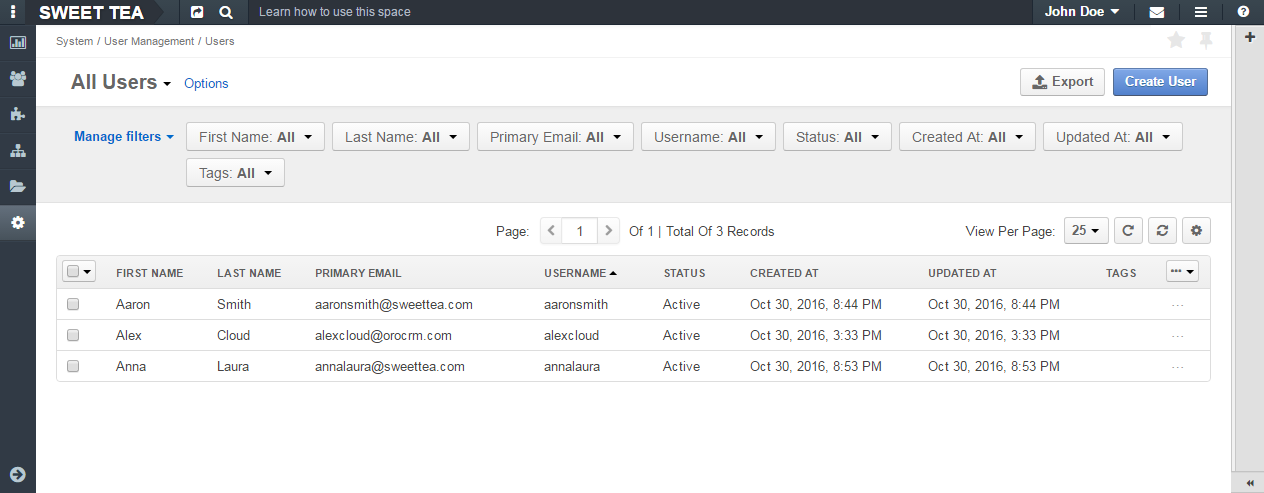 SWEET TEA Learn how to use this space John Doe
System / User Management / Users
All Users Options Export Create User
Manage filters First Name: All Last Name: All Primary Email: All Username: All Status: All Created At: All Updated At: All
Tags: All
Page: 1 Of 1 | Total Of 3 Records View Per Page: 25
FIRST NAME LAST NAME PRIMARY EMAIL USERNAME STATUS CREATED AT UPDATED AT TAGS
Aaron Smith aaronsmith@sweettea.com aaronsmith Active Oct 30, 2016, 8:44 PM Oct 30, 2016, 8:44 PM
Alex Cloud alexcloud@orocrm.com alexcloud Active Oct 30, 2016, 3:33 PM Oct 30, 2016, 3:33 PM
Anna Laura annalaura@sweettea.com annalaura Active Oct 30, 2016, 8:53 PM Oct 30, 2016, 8:53 PM